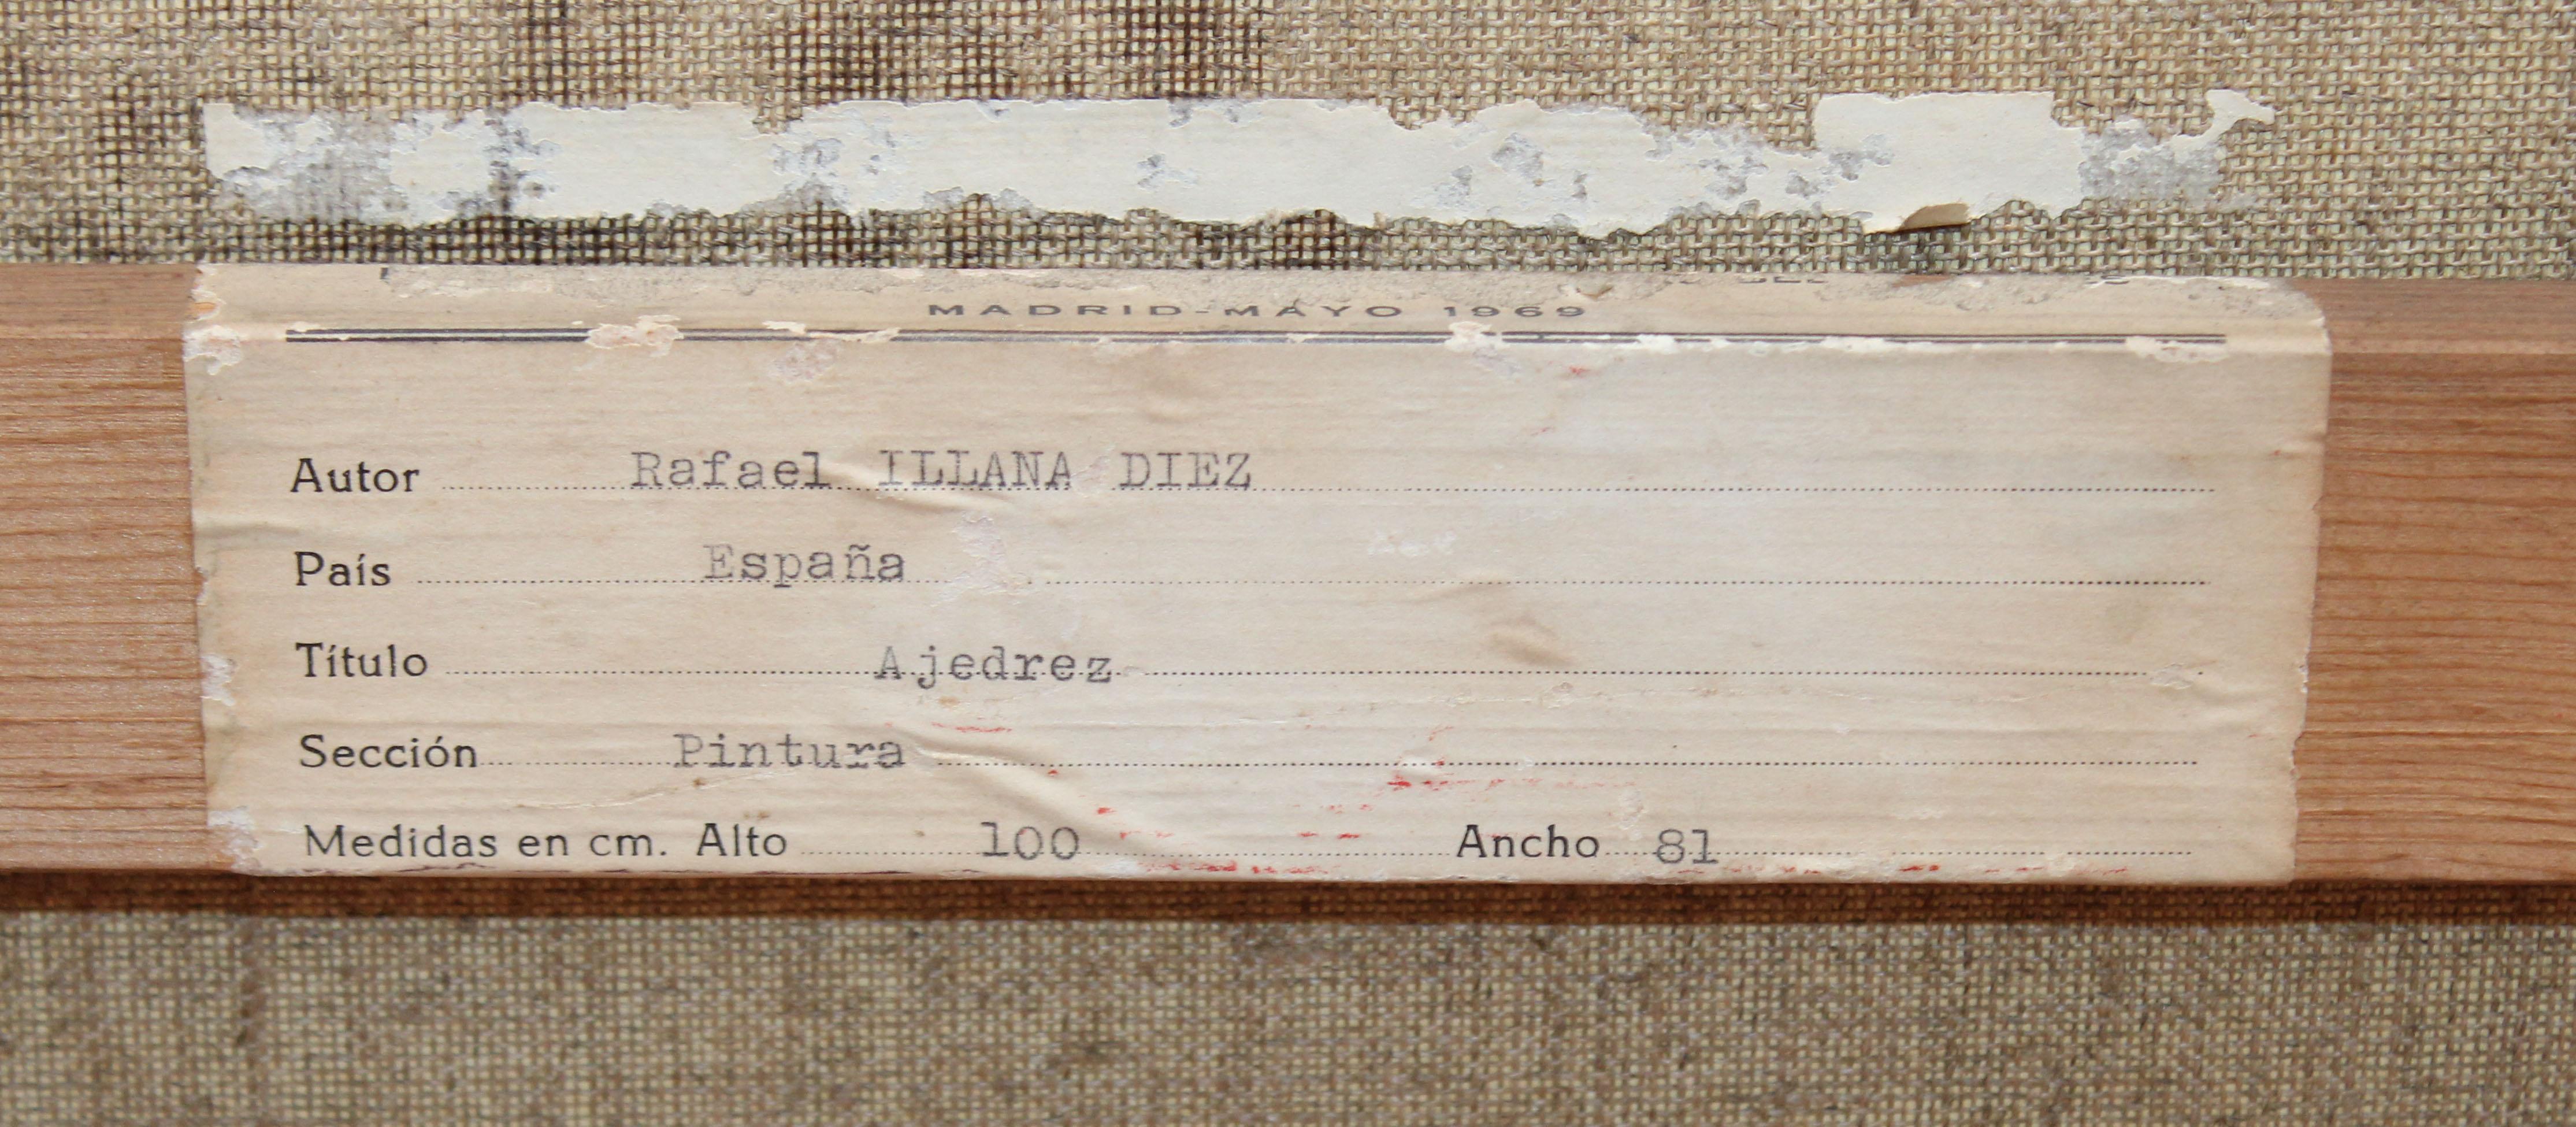 MADRID-MAYO 1969
Autor Rafael ILLANA DIEZ
País España
Título Ajedrez
Sección Pintura
Medidas en cm. Alto 100 Ancho 81